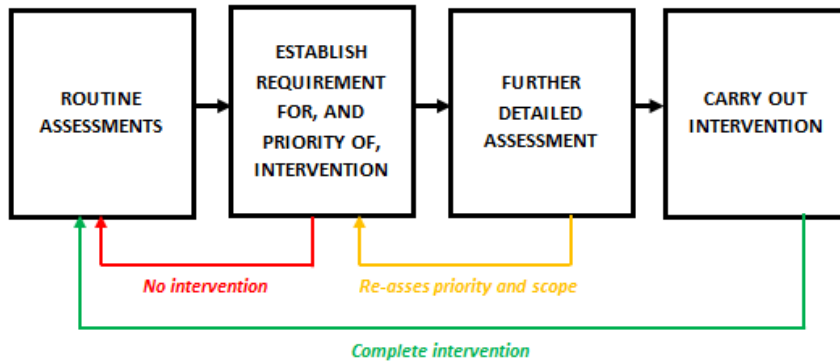 ROUTINE
ASSESSMENTS
ESTABLISH
REQUIREMENT
FOR, AND
PRIORITY OF,
INTERVENTION
FURTHER
DETAILED
ASSESSMENT
CARRY OUT
INTERVENTION
No intervention
Re-asses priority and scope
Complete intervention